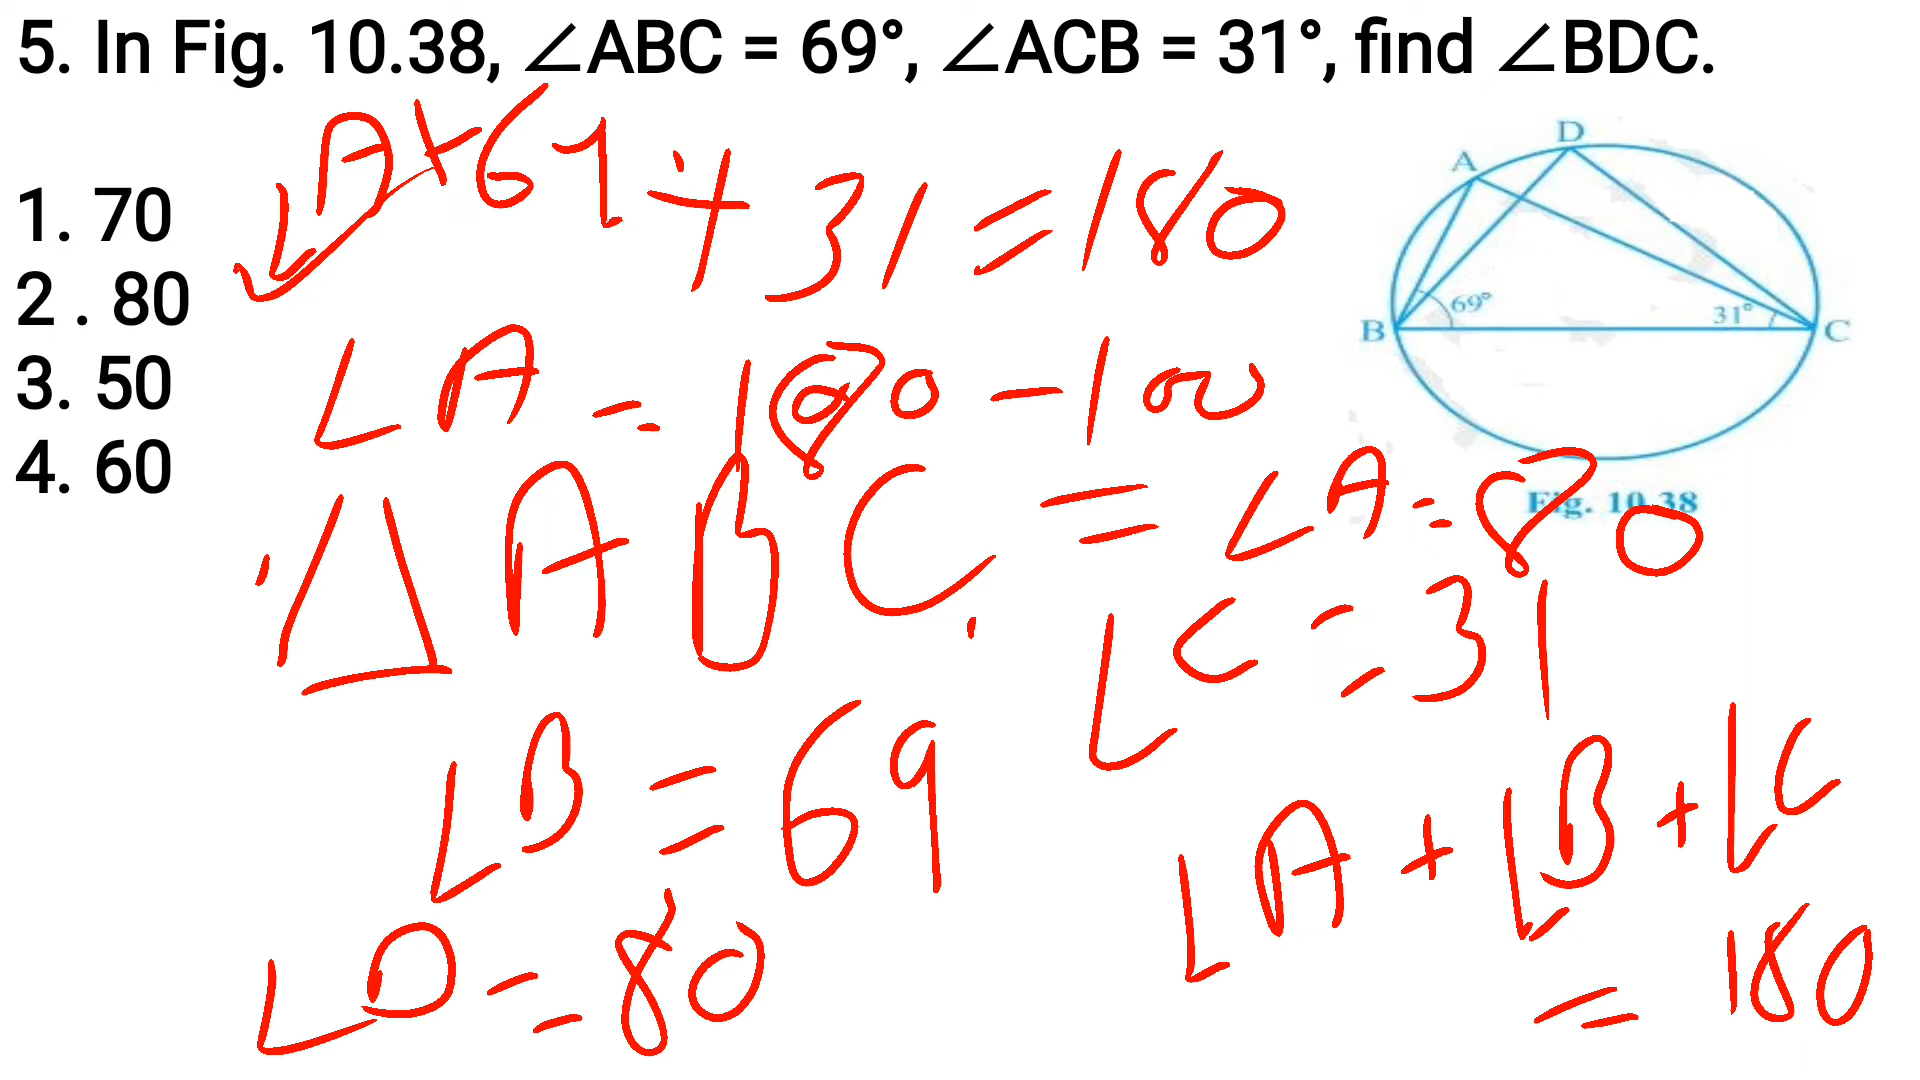 5. In Fig. 10.38, ∠ABC = 69°, ∠ACB = 31°, find ∠BDC.
1. 70
2 . 80
3. 50
4. 60
∠A+69 + 31 = 180
∠A = 180 - 100
Δ ABC = ∠A = 80
∠C = 31
∠B = 69
∠A + ∠B + ∠C
= 180
∠D = 80
D
A
69°
31°
B
C
Fig. 10.38